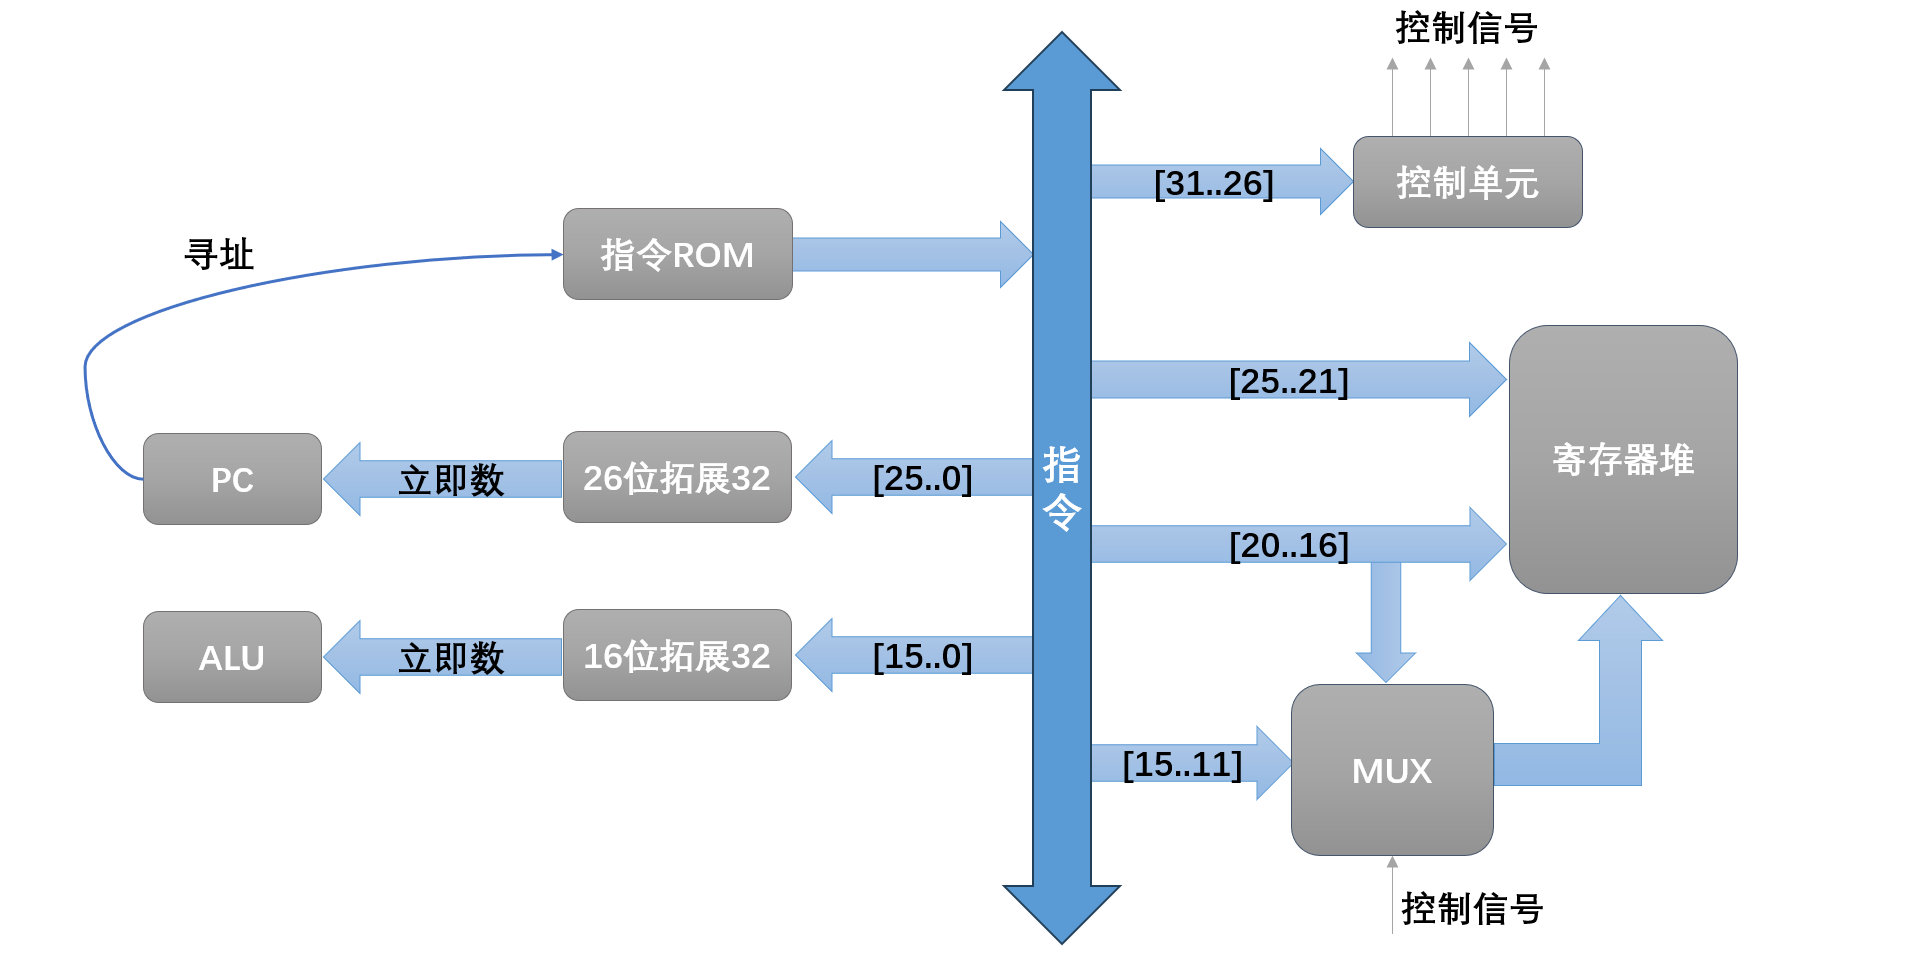 控制信号
[31..26]
控制单元
寻址
指令ROM
[25..21]
寄存器堆
PC
立即数
26位拓展32
[25..0]
指
令
[20..16]
ALU
立即数
16位拓展32
[15..0]
[15..11]
MUX
控制信号